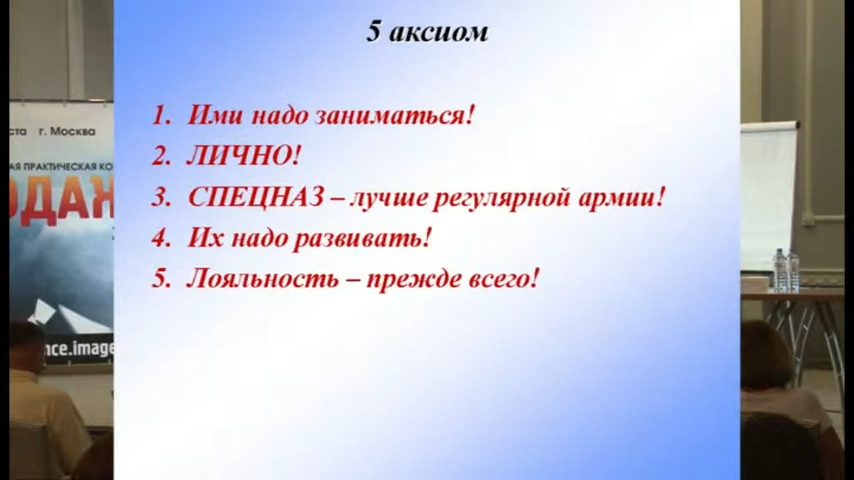 5 аксиом
1. Ими надо заниматься!
2. ЛИЧНО!
3. СПЕЦНАЗ – лучше регулярной армии!
4. Их надо развивать!
5. Лояльность – прежде всего!
ста г. Москва
АЯ ПРАКТИЧЕСКАЯ КО
ОДАЖ
nce.image